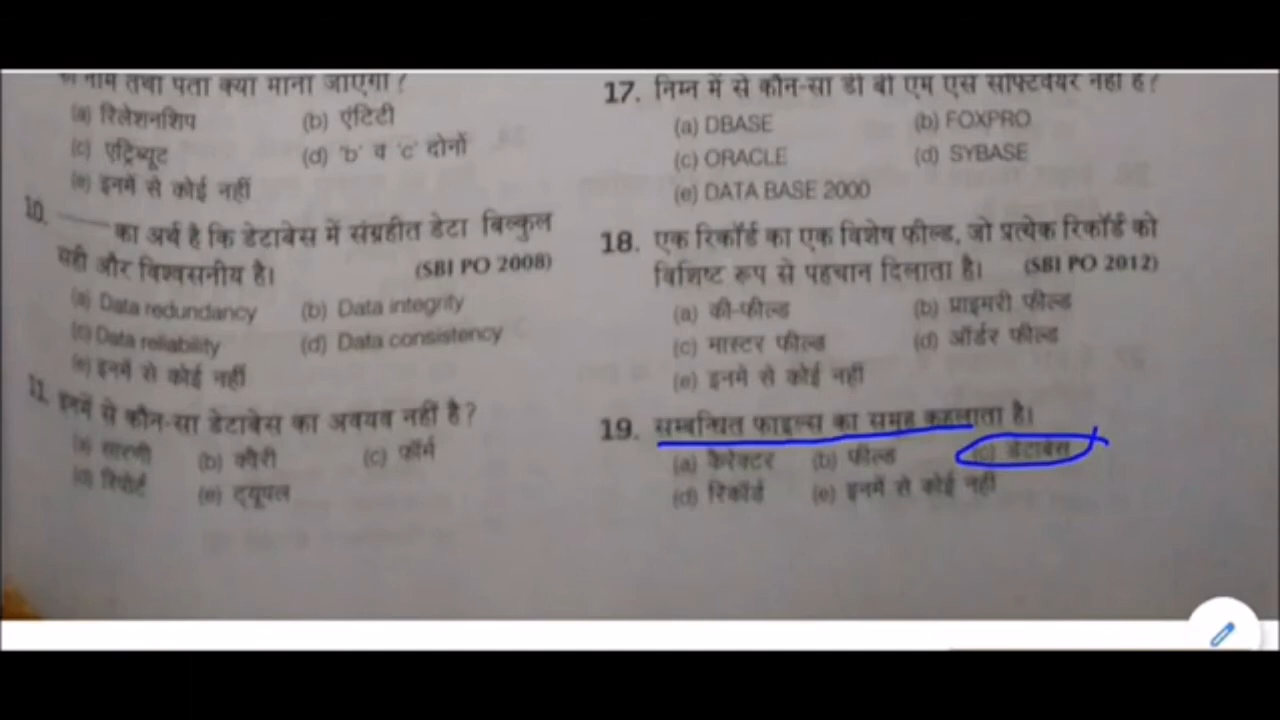 नाम तथा पता क्या माना जाएगा ?
(a) रिलेशनशिप (b) एंटिटी
(c) एट्रिब्यूट (d) 'b' व 'c' दोनों
(e) इनमें से कोई नहीं
10. ______ का अर्थ है कि डेटाबेस में संग्रहीत डेटा बिल्कुल
सही और विश्वसनीय है। (SBI PO 2008)
(a) Data redundancy (b) Data integrity
(c) Data reliability (d) Data consistency
(e) इनमें से कोई नहीं
11. इनमें से कौन-सा डेटाबेस का अवयव नहीं है?
(a) सारणी (b) क्वीरी (c) फॉर्म
(d) रिपोर्ट (e) ट्यूपल
17. निम्न में से कौन-सा डी बी एम एस सॉफ्टवेयर नहीं है?
(a) DBASE (b) FOXPRO
(c) ORACLE (d) SYBASE
(e) DATA BASE 2000
18. एक रिकॉर्ड का एक विशेष फील्ड, जो प्रत्येक रिकॉर्ड को
विशिष्ट रूप से पहचान दिलाता है। (SBI PO 2012)
(a) की-फील्ड (b) प्राइमरी फील्ड
(c) मास्टर फील्ड (d) ऑर्डर फील्ड
(e) इनमें से कोई नहीं
19. सम्बन्धित फाइल्स का समूह कहलाता है।
(a) कैरेक्टर (b) फील्ड (c) डेटाबेस
(d) रिकॉर्ड (e) इनमें से कोई नहीं